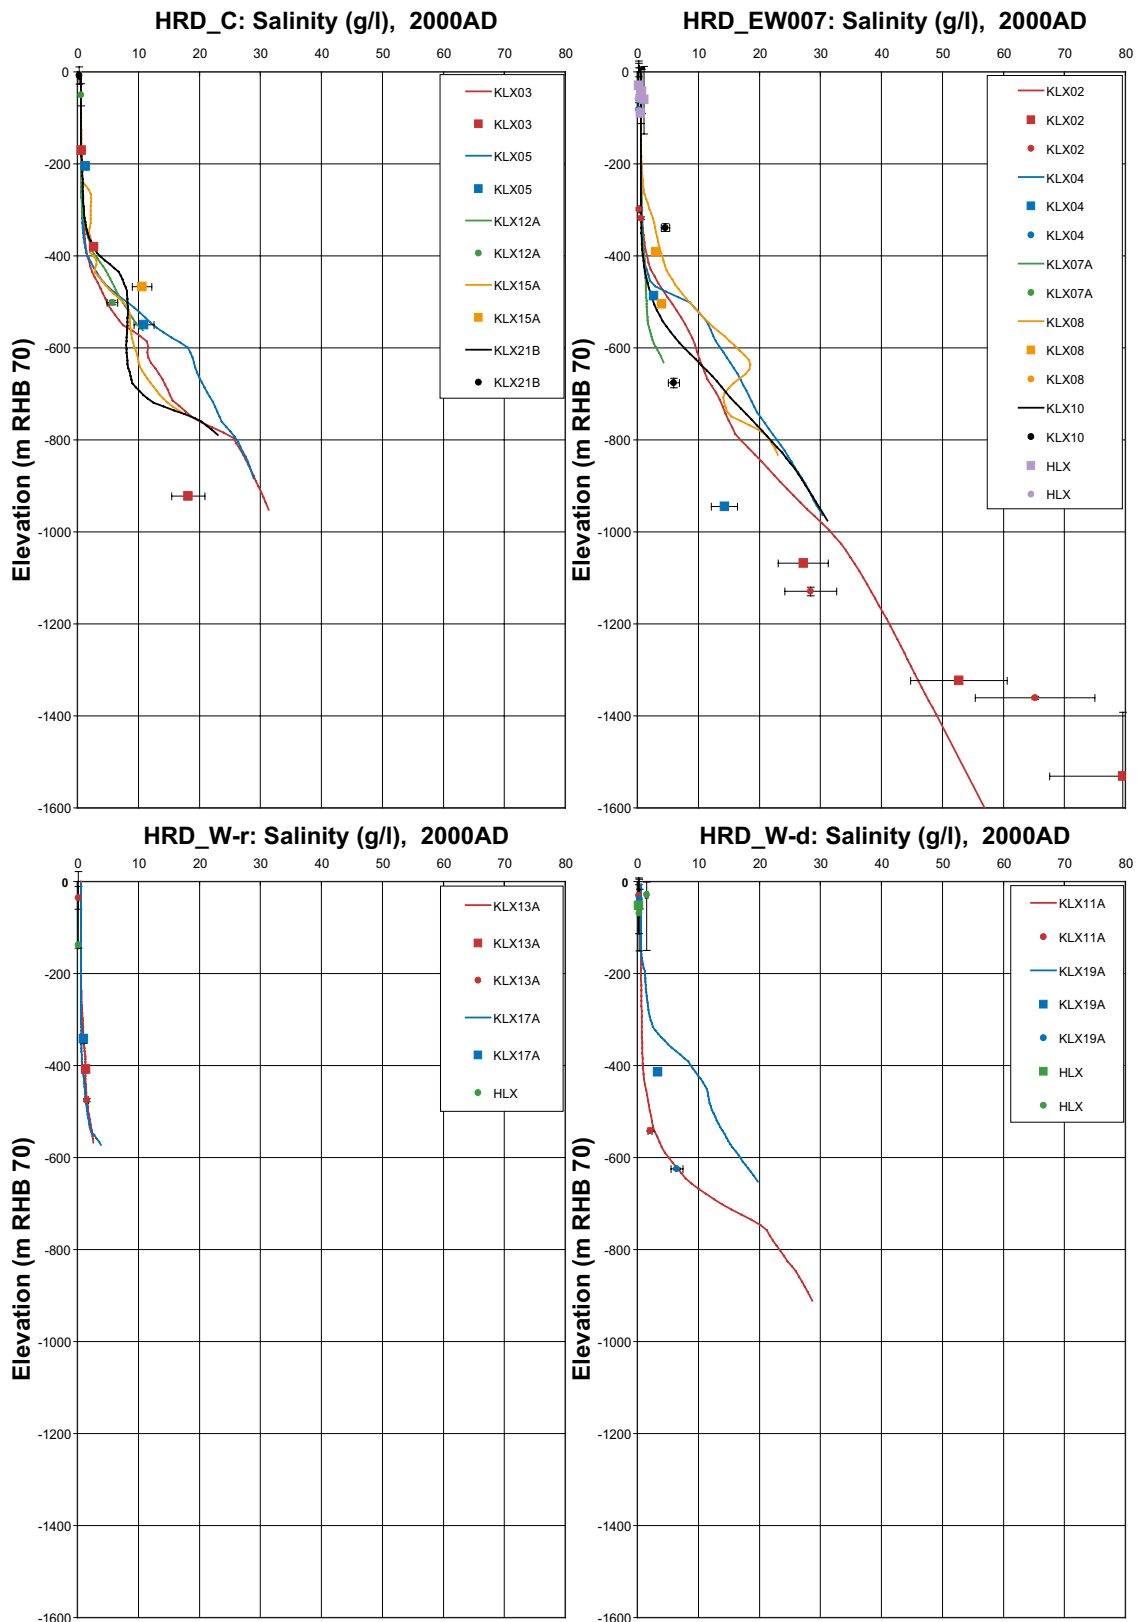 HRD_C: Salinity (g/l), 2000AD
0 10 20 30 40 50 60 70 80
0
-200
-400
-600
-800
-1000
-1200
-1400
-1600
Elevation (m RHB 70)
KLX03
KLX03
KLX05
KLX05
KLX12A
KLX12A
KLX15A
KLX15A
KLX21B
KLX21B
HRD_EW007: Salinity (g/l), 2000AD
0 10 20 30 40 50 60 70 80
0
-200
-400
-600
-800
-1000
-1200
-1400
-1600
Elevation (m RHB 70)
KLX02
KLX02
KLX02
KLX04
KLX04
KLX04
KLX07A
KLX07A
KLX08
KLX08
KLX08
KLX10
KLX10
HLX
HLX
HRD_W-r: Salinity (g/l), 2000AD
0 10 20 30 40 50 60 70 80
0
-200
-400
-600
-800
-1000
-1200
-1400
-1600
Elevation (m RHB 70)
KLX13A
KLX13A
KLX13A
KLX17A
KLX17A
HLX
HRD_W-d: Salinity (g/l), 2000AD
0 10 20 30 40 50 60 70 80
0
-200
-400
-600
-800
-1000
-1200
-1400
-1600
Elevation (m RHB 70)
KLX11A
KLX11A
KLX19A
KLX19A
KLX19A
HLX
HLX